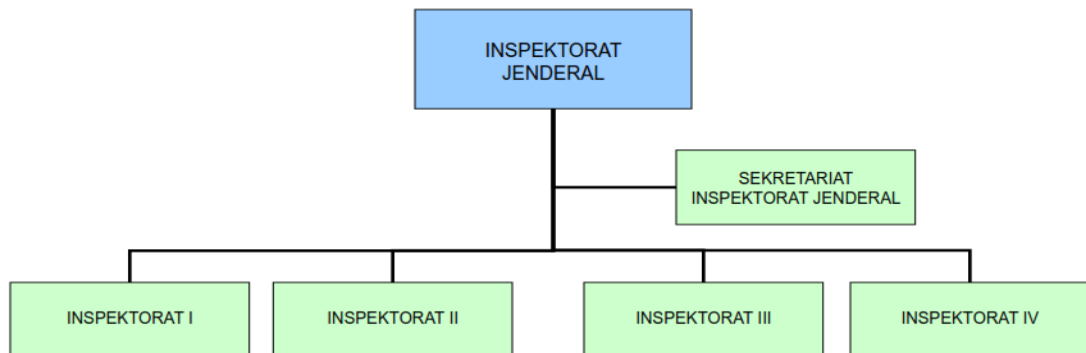 INSPEKTORAT
JENDERAL
SEKRETARIAT
INSPEKTORAT JENDERAL
INSPEKTORAT I
INSPEKTORAT II
INSPEKTORAT III
INSPEKTORAT IV